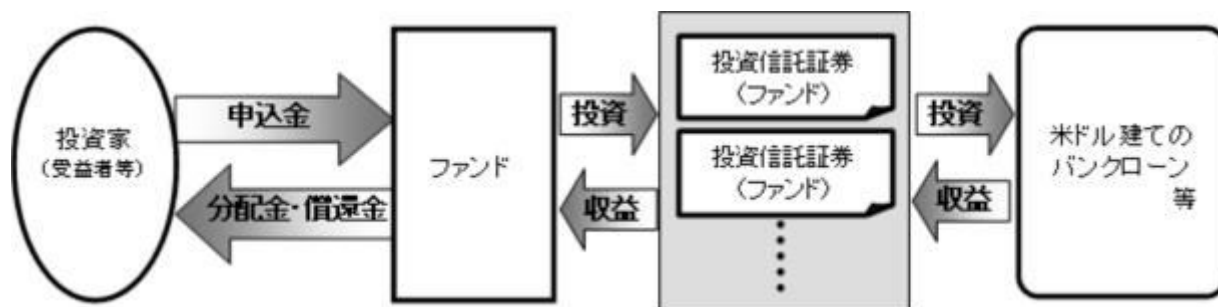 投資家
(受益者等)
申込金
分配金・償還金
ファンド
投資
収益
投資信託証券
(ファンド)
投資信託証券
(ファンド)
投資
収益
米ドル建ての
バンクローン
等